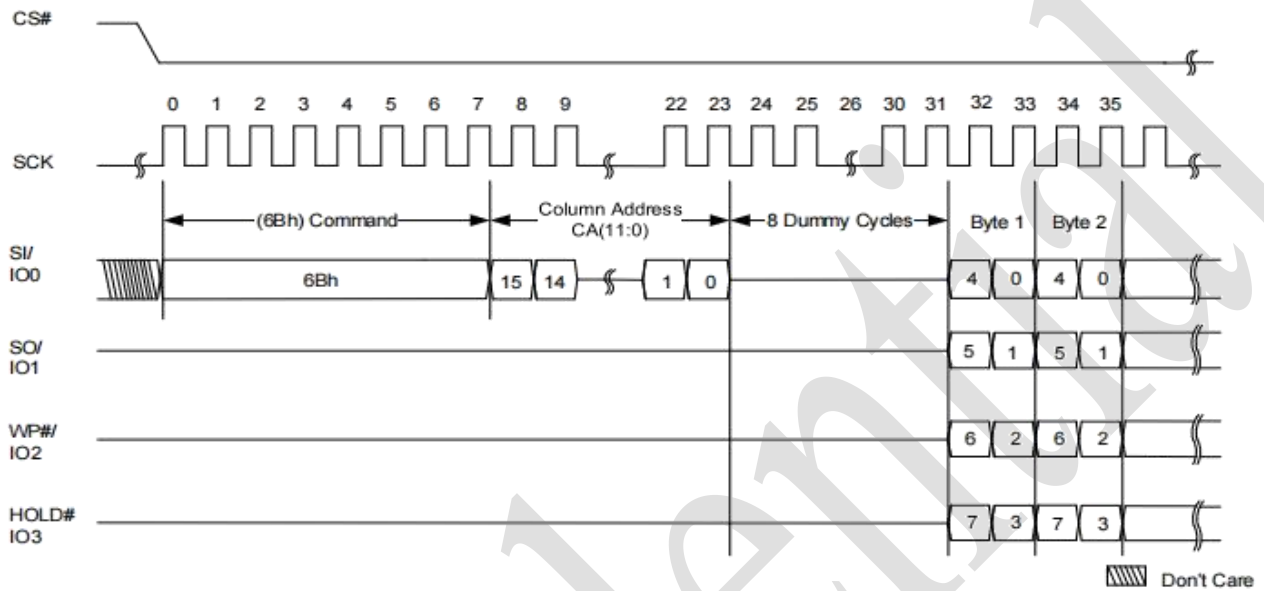 CS#
0 1 2 3 4 5 6 7 8 9 22 23 24 25 26 30 31 32 33 34 35
SCK
(6Bh) Command
Column Address
CA(11:0)
8 Dummy Cycles
Byte 1
Byte 2
SI/
IO0
6Bh 15 14 1 0 4 0 4 0
SO/
IO1
5 1 5 1
WP#/
IO2
6 2 6 2
HOLD#
IO3
7 3 7 3
Don't Care